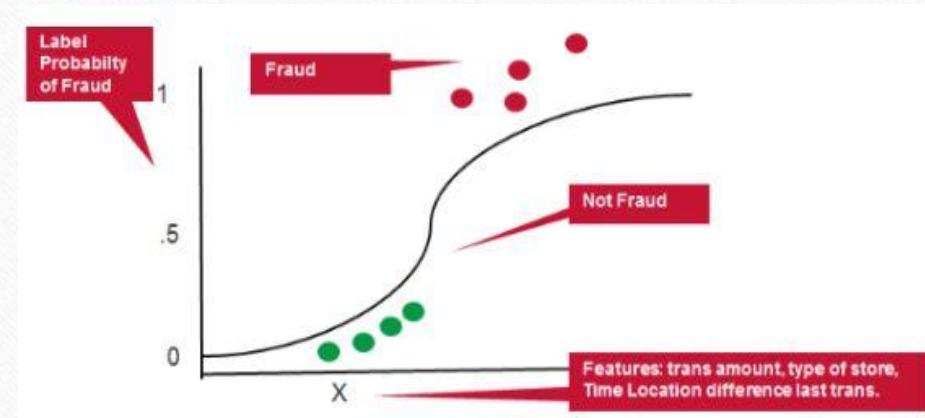 Label
Probabilty
of Fraud
Fraud
1
Not Fraud
.5
0
Features: trans amount, type of store,
Time Location difference last trans.
X